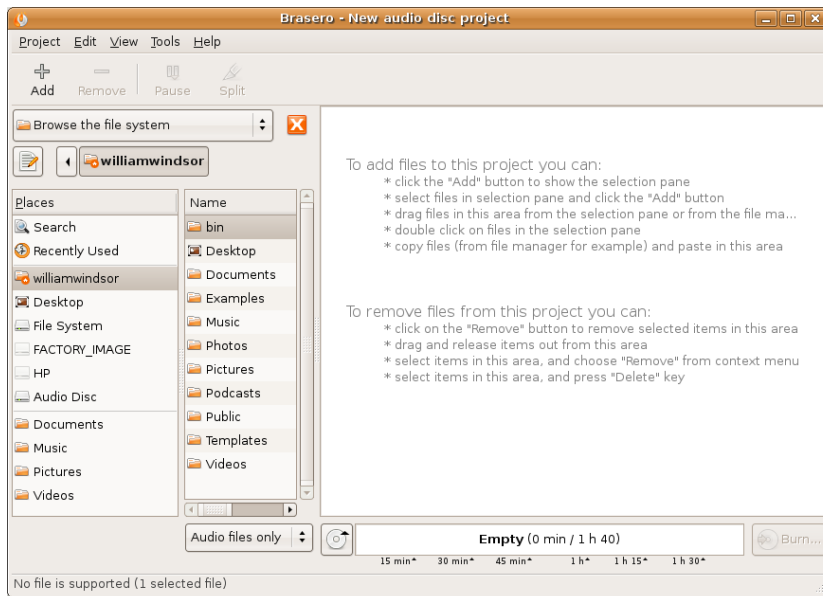 Brasero - New audio disc project
Project Edit View Tools Help
Add Remove Pause Split
Browse the file system
williamwindsor
Places
Search
Recently Used
williamwindsor
Desktop
File System
FACTORY_IMAGE
HP
Audio Disc
Documents
Music
Pictures
Videos
Name
bin
Desktop
Documents
Examples
Music
Photos
Pictures
Podcasts
Public
Templates
Videos
Audio files only
To add files to this project you can:
* click the "Add" button to show the selection pane
* select files in selection pane and click the "Add" button
* drag files in this area from the selection pane or from the file ma...
* double click on files in the selection pane
* copy files (from file manager for example) and paste in this area
To remove files from this project you can:
* click on the "Remove" button to remove selected items in this area
* drag and release items out from this area
* select items in this area, and choose "Remove" from context menu
* select items in this area, and press "Delete" key
Empty (0 min / 1 h 40)
Burn...
15 min 30 min 45 min 1 h 1 h 15 1 h 30
No file is supported (1 selected file)